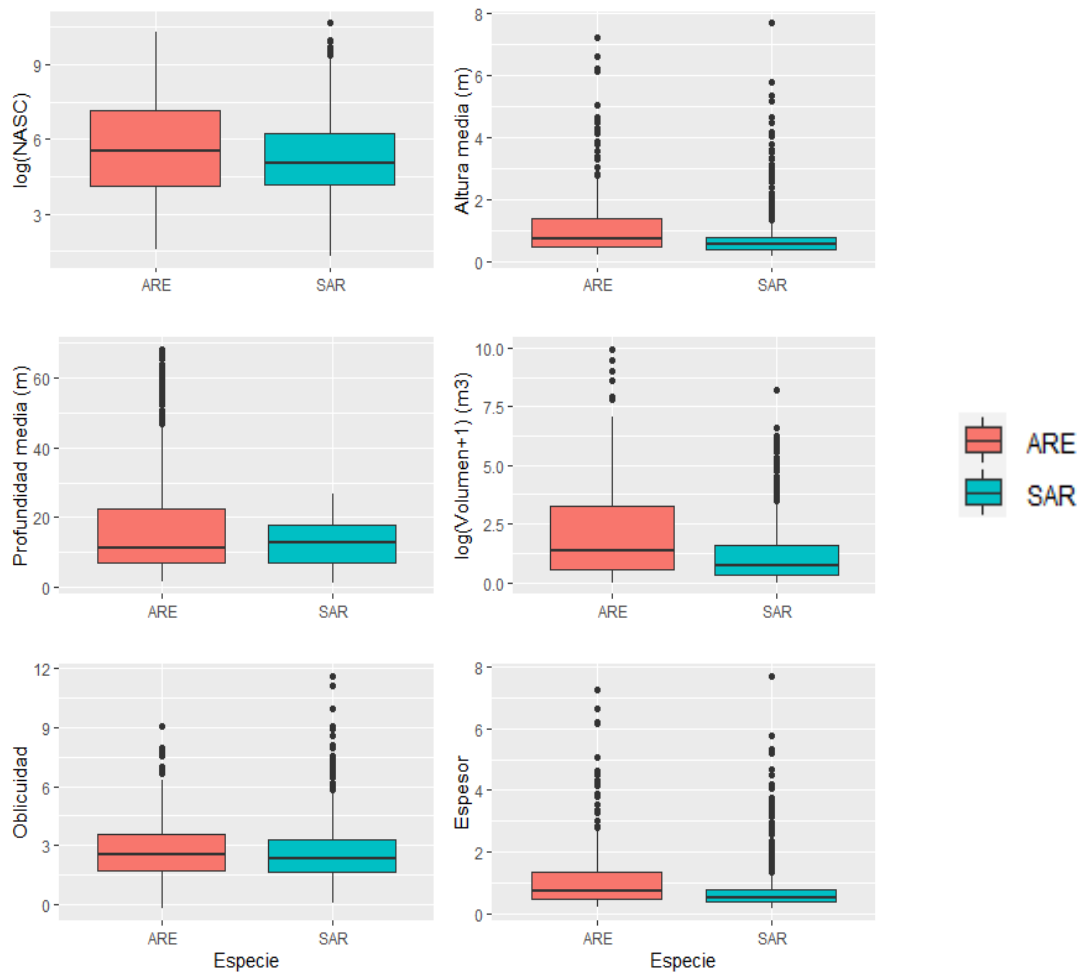 log(NASC)
9
6
3
ARE
SAR
Altura media (m)
8
6
4
2
0
ARE
SAR
Profundidad media (m)
60
40
20
0
ARE
SAR
log(Volumen+1) (m3)
10.0
7.5
5.0
2.5
0.0
ARE
SAR
ARE
SAR
Oblicuidad
12
9
6
3
0
ARE
SAR
Especie
Espesor
8
6
4
2
0
ARE
SAR
Especie